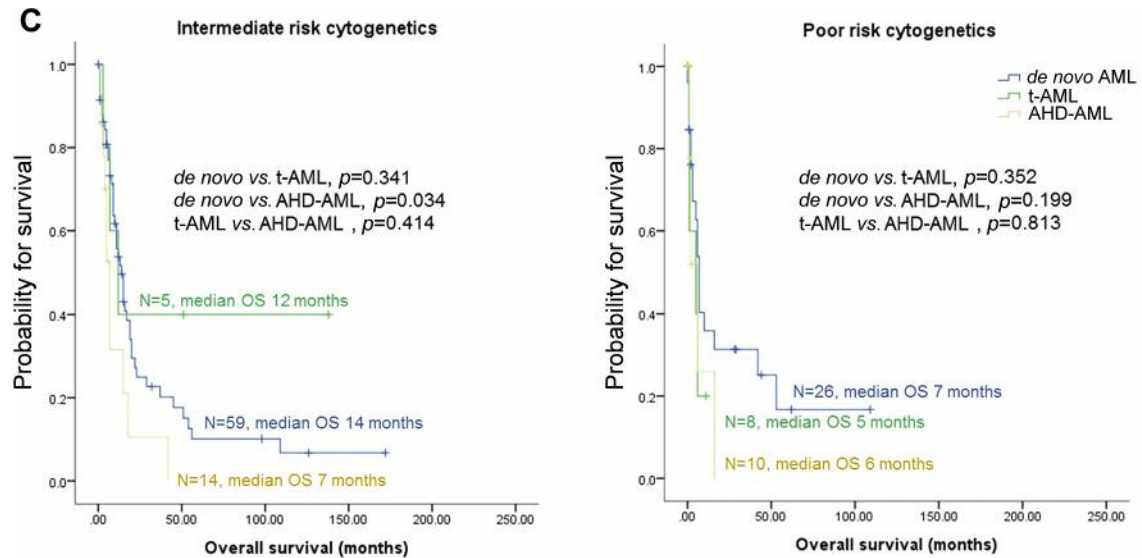 C
Intermediate risk cytogenetics
Probability for survival
1.0
0.8
0.6
0.4
0.2
0.0
de novo vs. t-AML, p=0.341
de novo vs. AHD-AML, p=0.034
t-AML vs. AHD-AML , p=0.414
N=5, median OS 12 months
N=59, median OS 14 months
N=14, median OS 7 months
.00 50.00 100.00 150.00 200.00 250.00
Overall survival (months)
Poor risk cytogenetics
de novo AML
t-AML
AHD-AML
Probability for survival
1.0
0.8
0.6
0.4
0.2
0.0
de novo vs. t-AML, p=0.352
de novo vs. AHD-AML, p=0.199
t-AML vs. AHD-AML , p=0.813
N=26, median OS 7 months
N=8, median OS 5 months
N=10, median OS 6 months
.00 50.00 100.00 150.00 200.00 250.00
Overall survival (months)